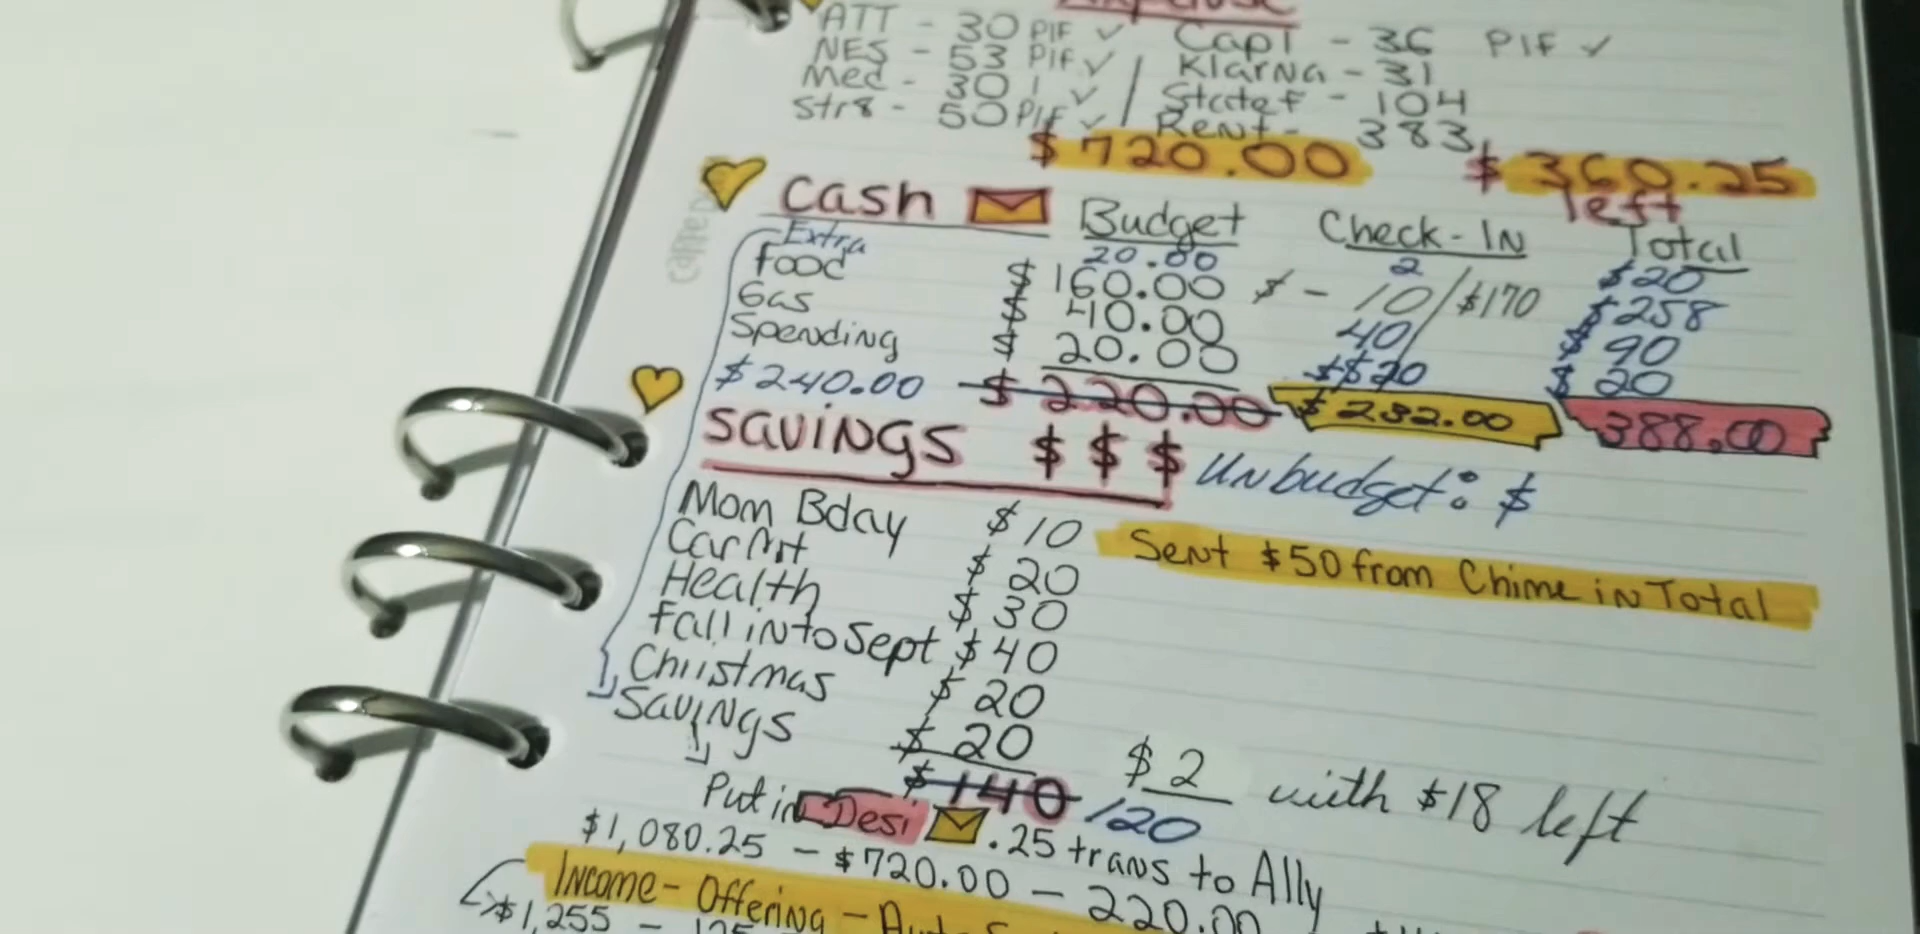 Expense
ATT - 30 PIF ✓ Cap1 - 36 PIF ✓
NES - 53 PIF ✓ / Klarna - 31
Med - 30 ✓ / State F - 104
Str8 - 50 PIF ✓ / Rent - 383
$720.00 $360.25
left
Cash Budget Check-IN Total
Extra 20.00 2 $20
Food $160.00 $ - 10/$170 $258
Gas $40.00 40/ $90
Spending $20.00 $20 $20
$240.00 $220.00 $232.00 388.00
SAVINGS $ $ $ UNbudget: $
Mom Bday $10 Sent $50 from Chime in Total
Health $30
Fall into Sept $40
Christmas $20
Savings $20 $2 with $18 left
$140 /120
Put in Desi .25 trans to Ally
$1,080.25 - $720.00 - 220.00
Income - Offering -
$1,255 -